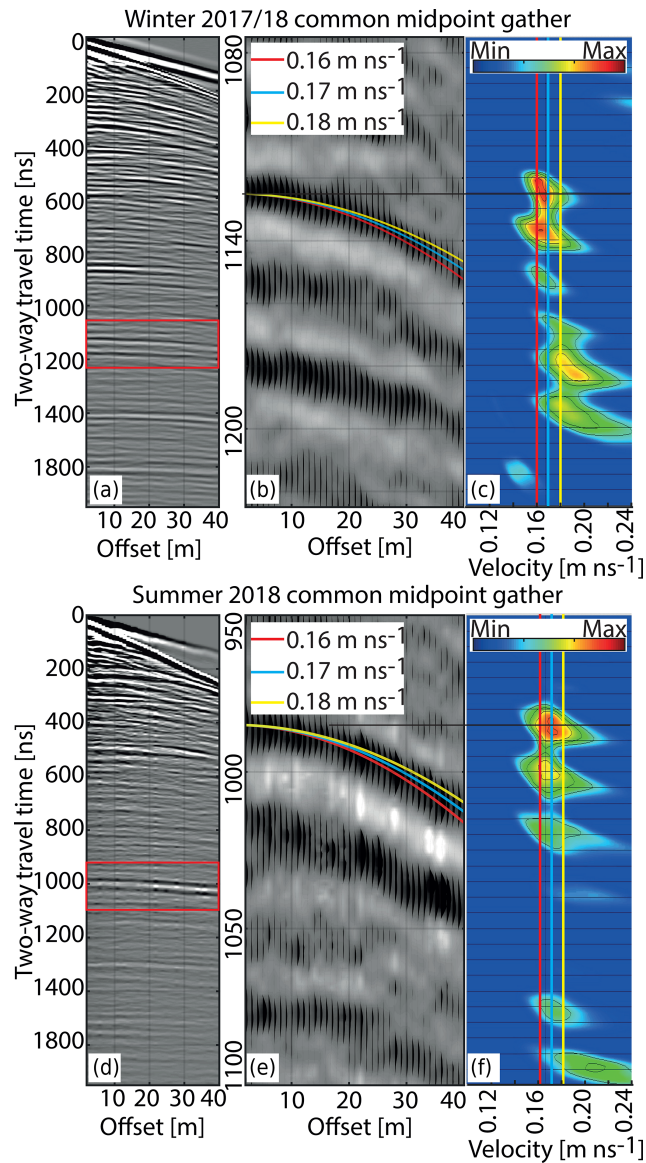 Winter 2017/18 common midpoint gather
Two-way travel time [ns]
0
200
400
600
800
1000
1200
1400
1600
1800
(a)
10 20 30 40
Offset [m]
1080
1140
1200
0.16 m ns-1
0.17 m ns-1
0.18 m ns-1
(b)
10 20 30 40
Offset [m]
Min Max
(c)
0.12 0.16 0.20 0.24
Velocity [m ns-1]
Summer 2018 common midpoint gather
Two-way travel time [ns]
0
200
400
600
800
1000
1200
1400
1600
1800
(d)
10 20 30 40
Offset [m]
950
1000
1050
1100
0.16 m ns-1
0.17 m ns-1
0.18 m ns-1
(e)
10 20 30 40
Offset [m]
Min Max
(f)
0.12 0.16 0.20 0.24
Velocity [m ns-1]